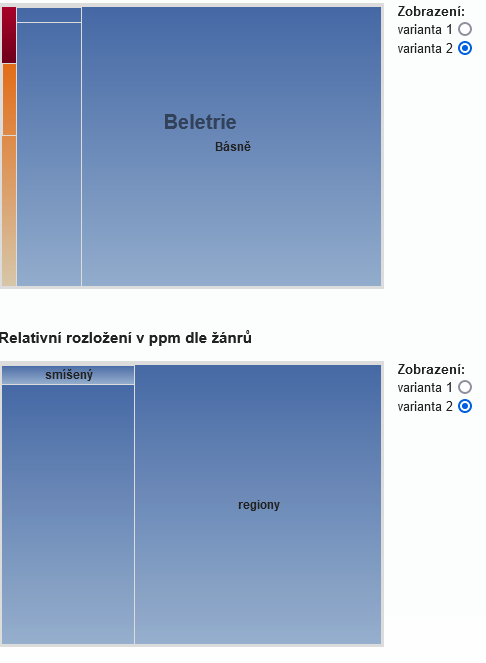 Zobrazení:
varianta 1
varianta 2
Beletrie
Básně
Relativní rozložení v ppm dle žánrů
Zobrazení:
varianta 1
varianta 2
smíšený
regiony